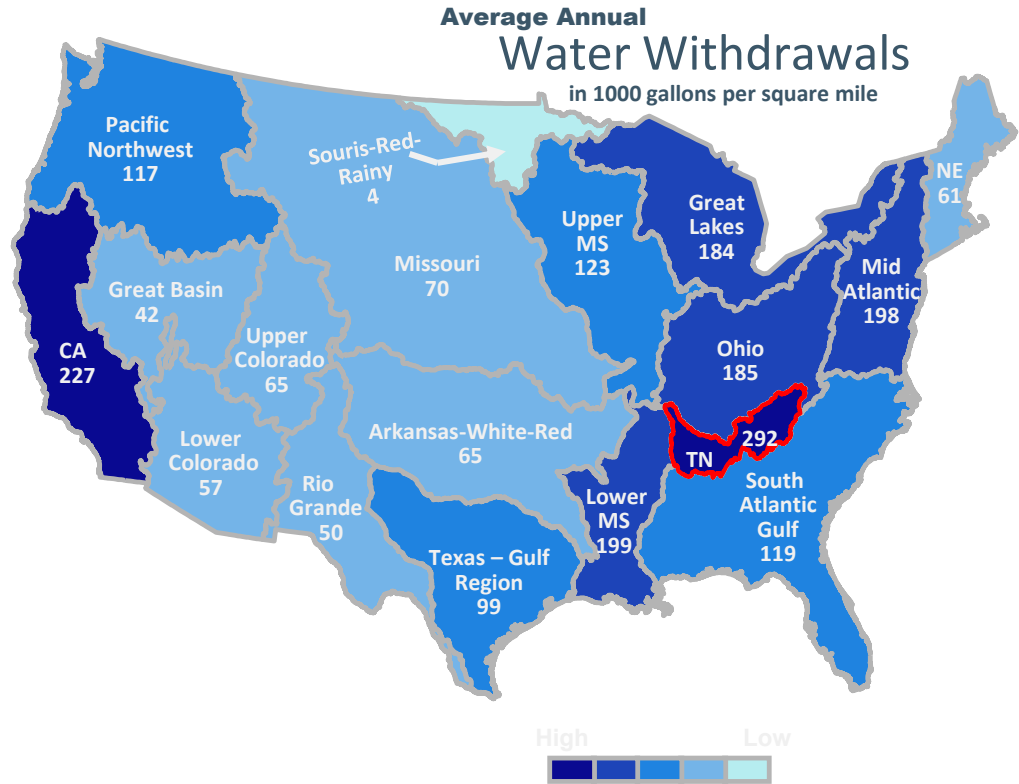 Average Annual
Water Withdrawals
in 1000 gallons per square mile
Pacific
Northwest
117
Souris-Red-
Rainy
4
NE
61
Upper
MS
123
Great
Lakes
184
Missouri
70
Mid
Atlantic
198
Great Basin
42
Upper
Colorado
65
CA
227
Ohio
185
Lower
Colorado
57
Arkansas-White-Red
65
TN
292
Rio
Grande
50
Lower
MS
199
South
Atlantic
Gulf
119
Texas – Gulf
Region
99
High
Low